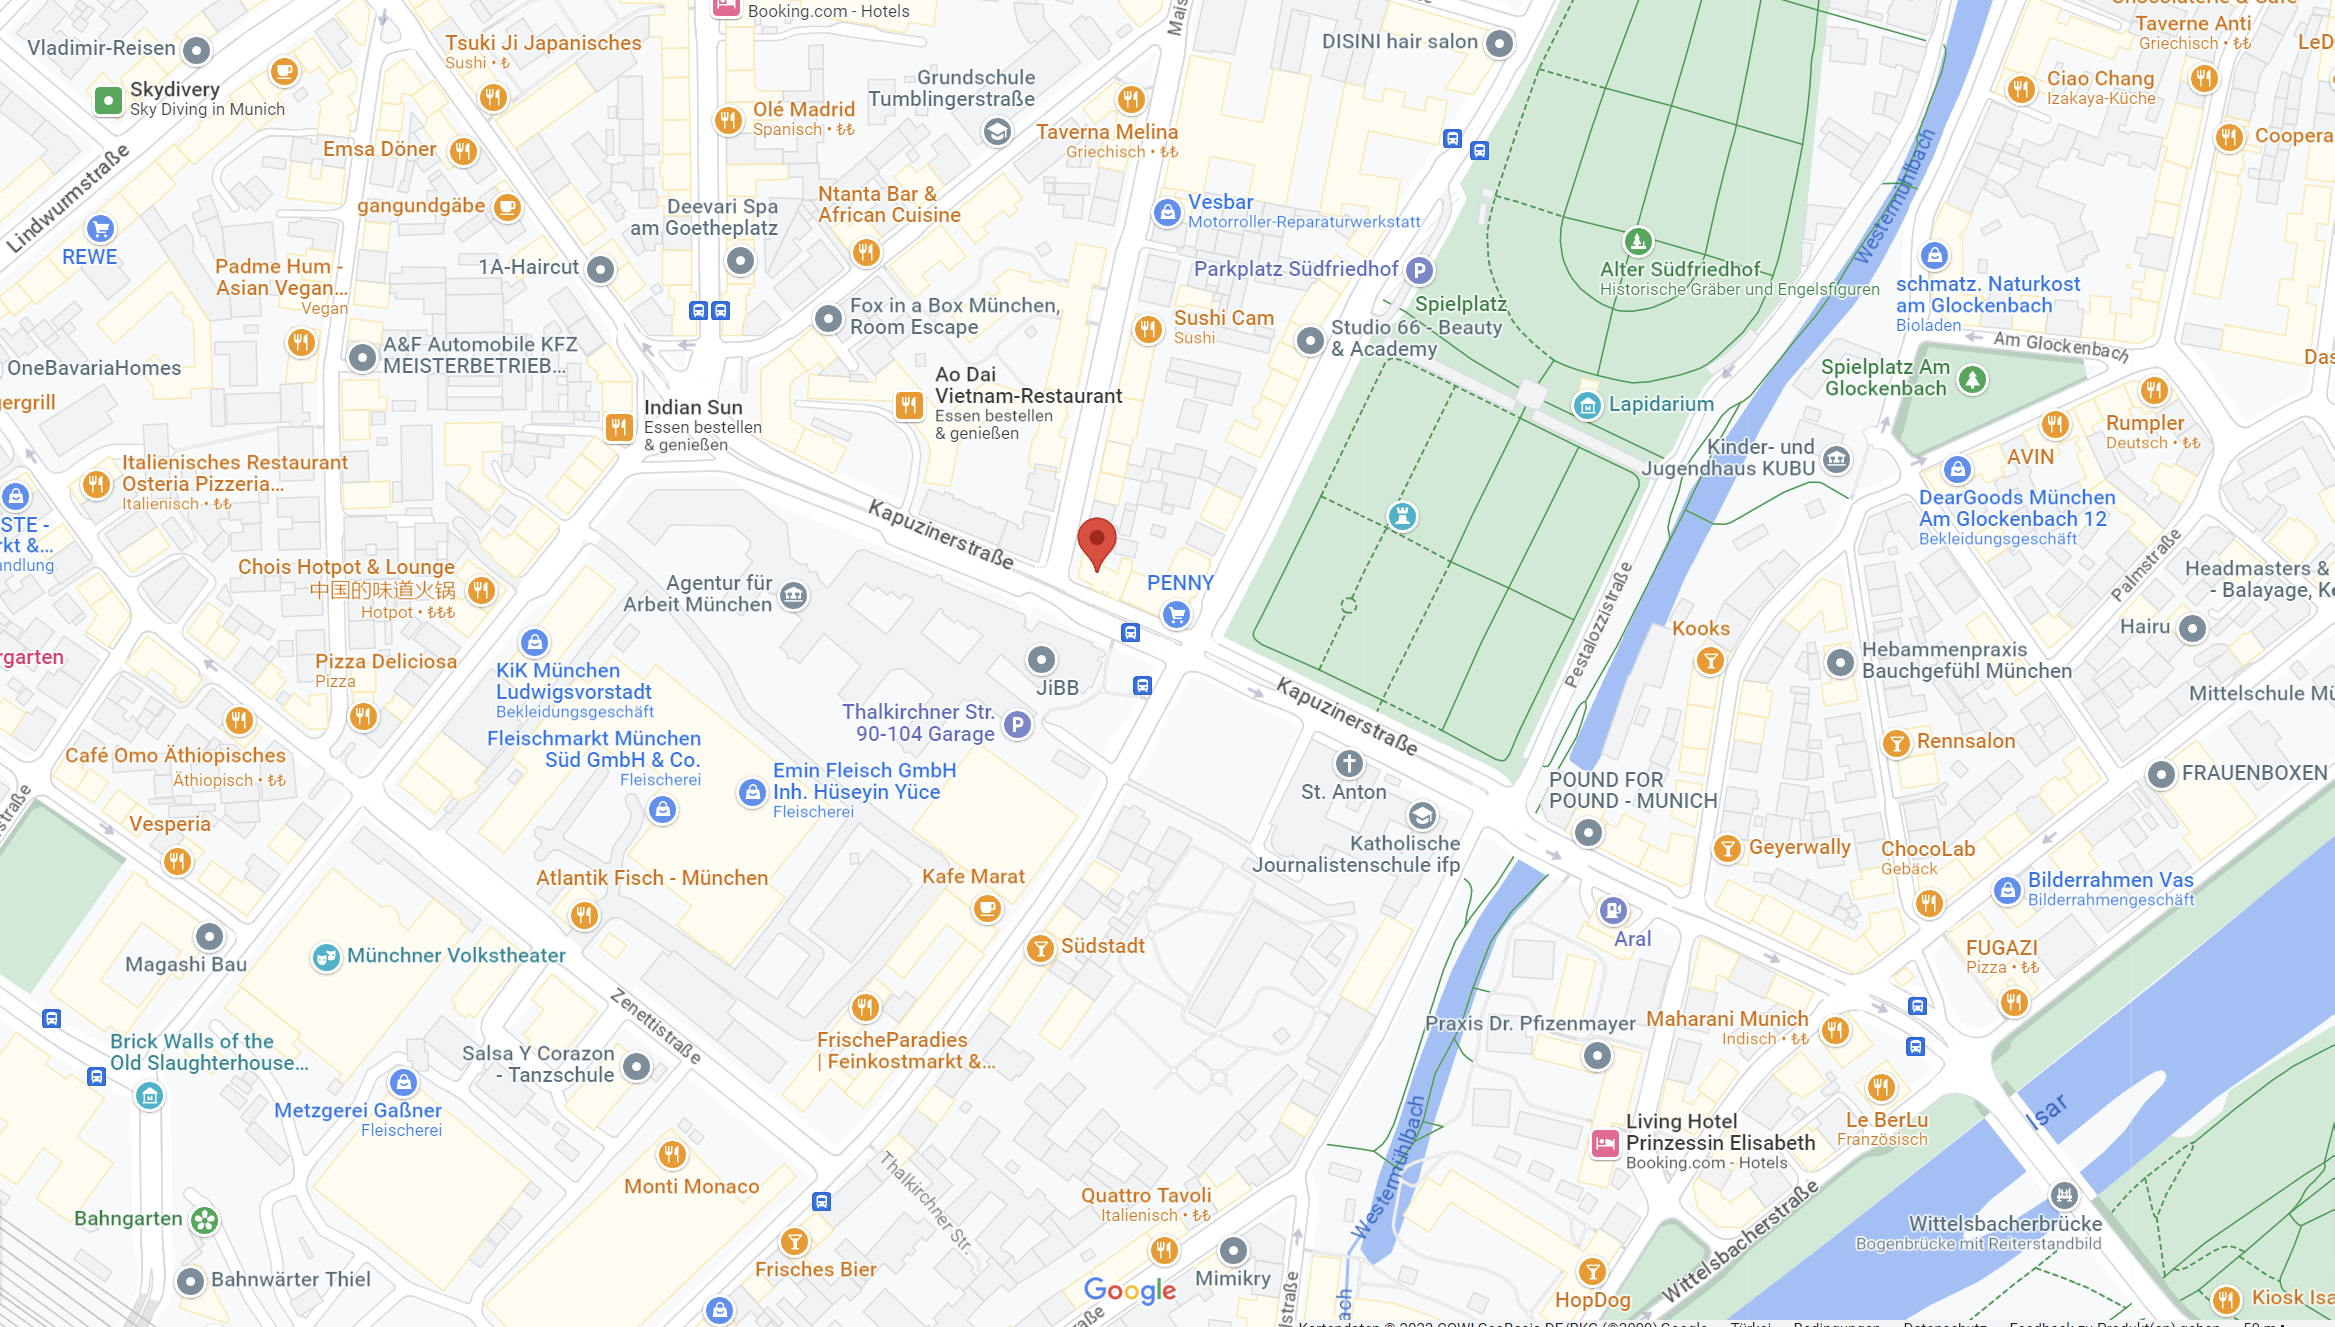 Booking.com - Hotels
Vladimir-Reisen
Skydivery
Sky Diving in Munich
Tsuki Ji Japanisches
Sushi • ₺
Emsa Döner
gangundgäbe
Lindwurmstraße
REWE
Olé Madrid
Spanisch • ₺₺
Grundschule
Tumblingerstraße
Taverna Melina
Griechisch • ₺₺
DISINI hair salon
Taverne Anti
Griechisch • ₺₺
Ciao Chang
Izakaya-Küche
Westermühlbach
Ntanta Bar &
African Cuisine
Deevari Spa
am Goetheplatz
Vesbar
Motorroller-Reparaturwerkstatt
Parkplatz Südfriedhof
Alter Südfriedhof
Historische Gräber und Engelsfiguren
schmatz. Naturkost
am Glockenbach
Bioladen
Padme Hum -
Asian Vegan...
Vegan
1A-Haircut
Fox in a Box München,
Room Escape
Sushi Cam
Sushi
Spielplatz
Studio 66 - Beauty
& Academy
Am Glockenbach
Spielplatz Am
Glockenbach
A&F Automobile KFZ
MEISTERBETRIEB...
OneBavariaHomes
Indian Sun
Essen bestellen
& genießen
Ao Dai
Vietnam-Restaurant
Essen bestellen
& genießen
Lapidarium
Kinder- und
Jugendhaus KUBU
Rumpler
Deutsch • ₺₺
AVIN
Italienisches Restaurant
Osteria Pizzeria...
Italienisch • ₺₺
DearGoods München
Am Glockenbach 12
Bekleidungsgeschäft
Kapuzinerstraße
Chois Hotpot & Lounge
中国的味道火锅
Hotpot • ₺₺₺
Agentur für
Arbeit München
PENNY
Pestalozzistraße
Palmstraße
Headmasters &
- Balayage,
Hairu
Kooks
Hebammenpraxis
Bauchgefühl München
KiK München
Ludwigsvorstadt
Bekleidungsgeschäft
Pizza Deliciosa
Pizza
JiBB
Kapuzinerstraße
Thalkirchner Str.
90-104 Garage
Fleischmarkt München
Süd GmbH & Co.
Fleischerei
Emin Fleisch GmbH
Inh. Hüseyin Yüce
Fleischerei
Café Omo Äthiopisches
Äthiopisch • ₺₺
Vesperia
St. Anton
Katholische
Journalistenschule ifp
POUND FOR
POUND - MUNICH
Rennsalon
FRAUENBOXEN
Mittelschule
Geyerwally
ChocoLab
Gebäck
Bilderrahmen Vas
Bilderrahmengeschäft
Atlantik Fisch - München
Kafe Marat
Südstadt
Aral
FUGAZI
Pizza • ₺₺
Magashi Bau
Münchner Volkstheater
Zenettistraße
Brick Walls of the
Old Slaughterhouse...
Salsa Y Corazon
- Tanzschule
FrischeParadies
| Feinkostmarkt &...
Praxis Dr. Pfizenmayer
Maharani Munich
Indisch • ₺₺
Le BerLu
Französisch
Isar
Metzgerei Gaßner
Fleischerei
Westermühlbach
Living Hotel
Prinzessin Elisabeth
Booking.com - Hotels
Monti Monaco
Thalkirchner Str.
Quattro Tavoli
Italienisch • ₺₺
Wittelsbacherstraße
Wittelsbacherbrücke
Bogenbrücke mit Reiterstandbild
Bahngarten
Bahnwärter Thiel
Frisches Bier
Google
Mimikry
HopDog
Kiosk